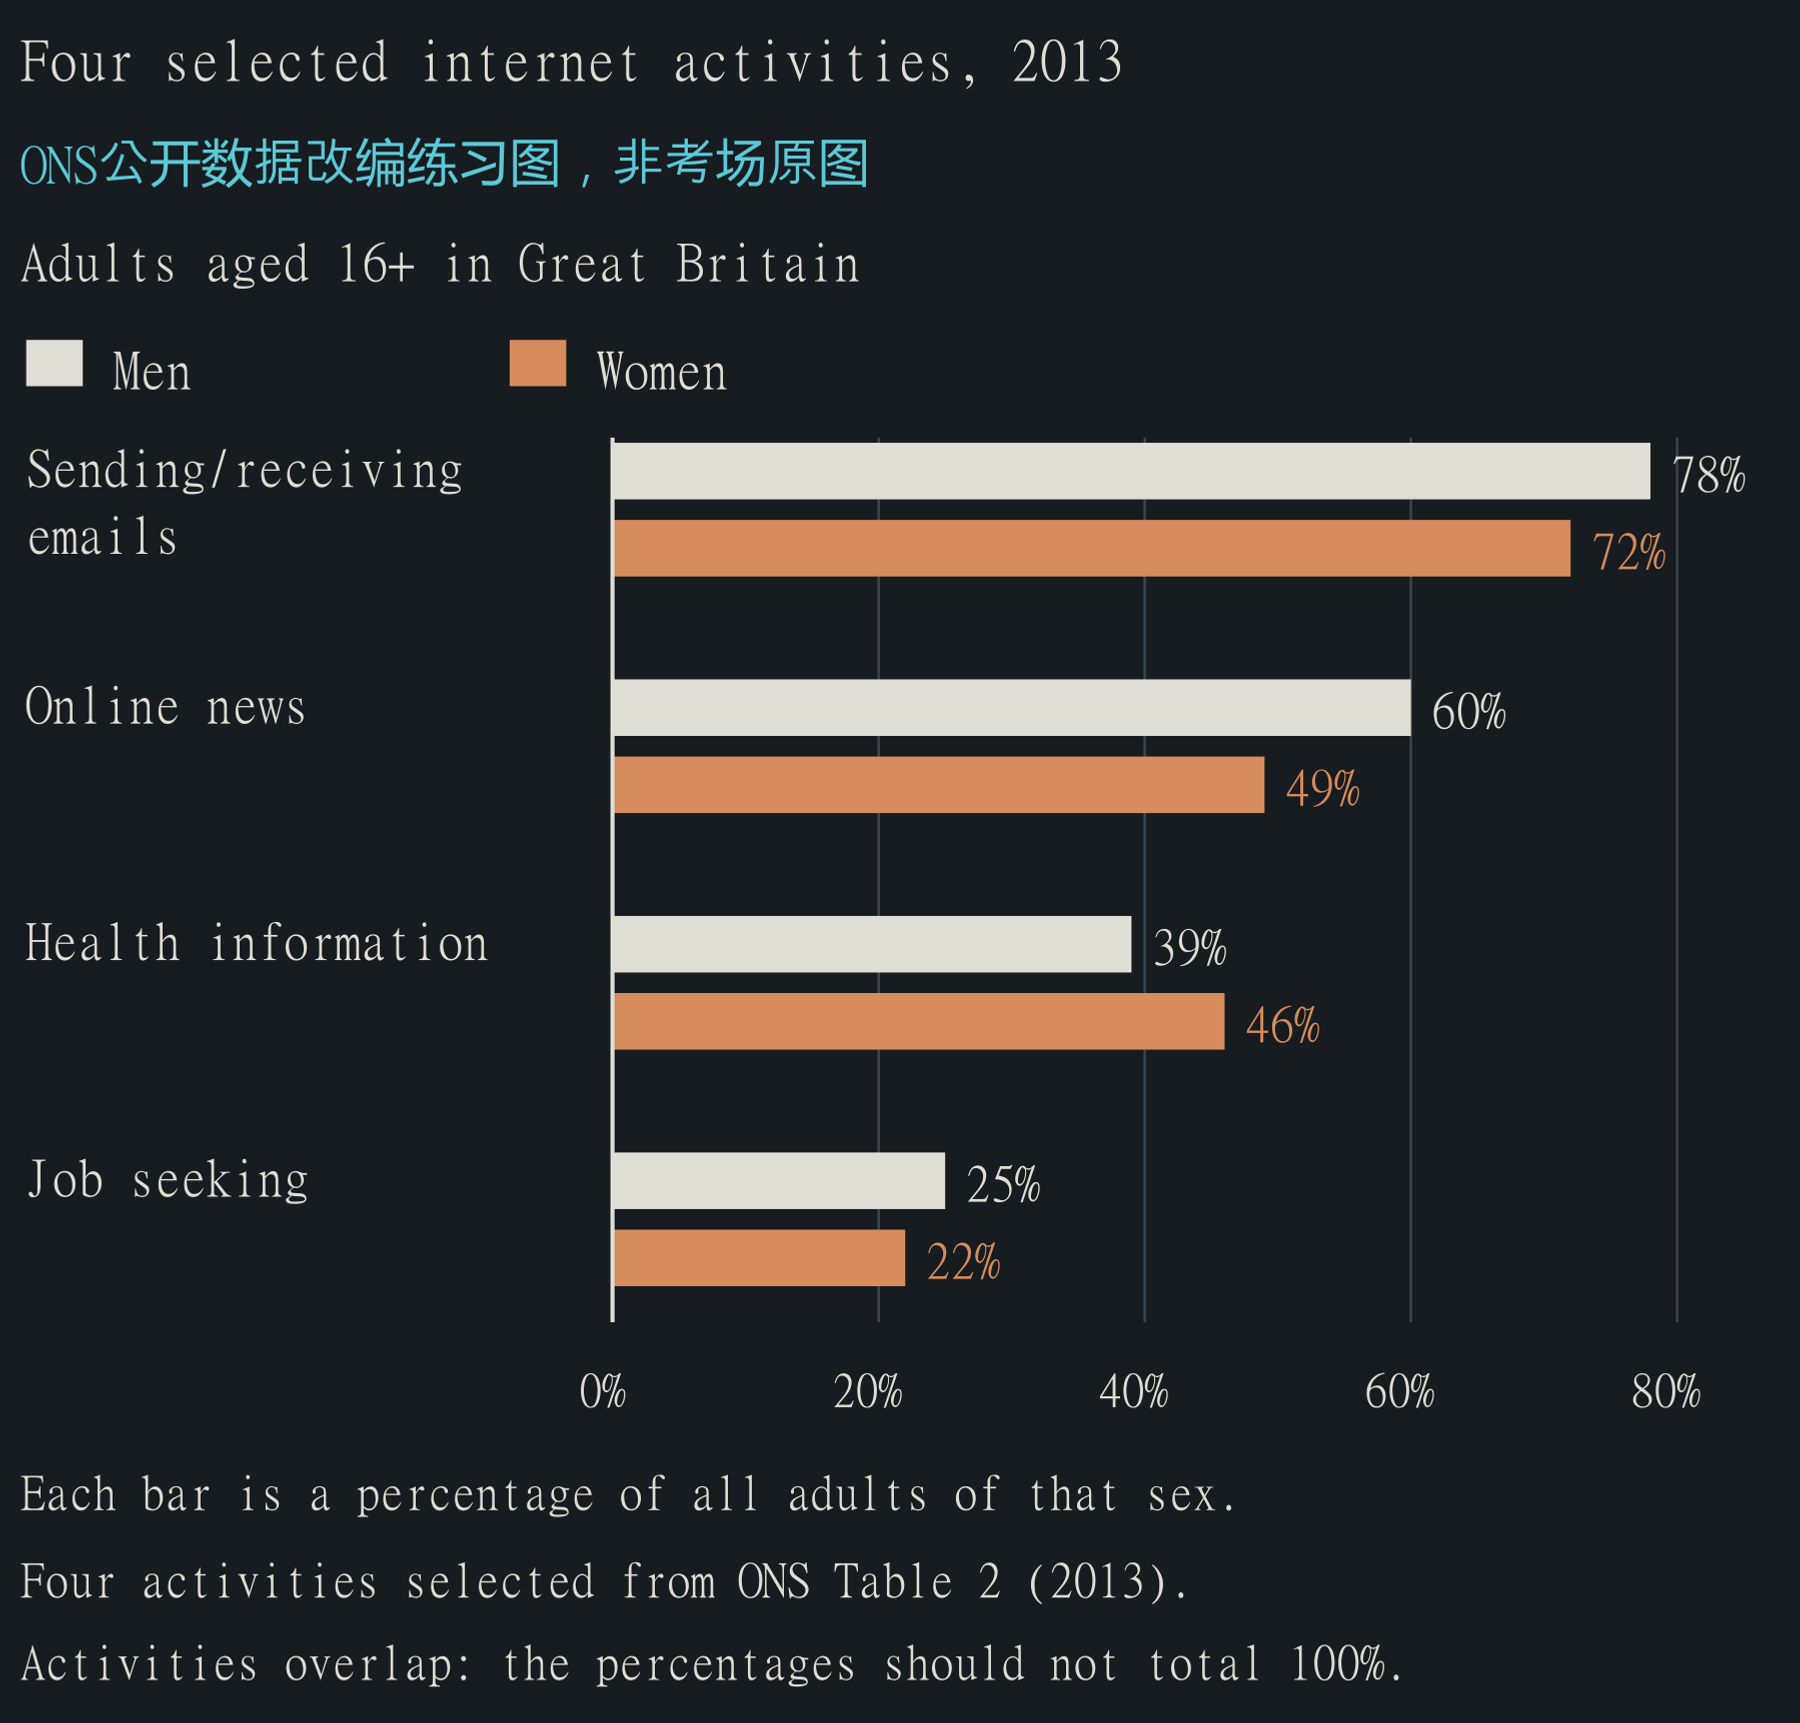 Four selected internet activities, 2013
ONS公开数据改编练习图，非考场原图
Adults aged 16+ in Great Britain
Men
Women
Sending/receiving
emails
78%
72%
Online news
60%
49%
Health information
39%
46%
Job seeking
25%
22%
0% 20% 40% 60% 80%
Each bar is a percentage of all adults of that sex.
Four activities selected from ONS Table 2 (2013).
Activities overlap: the percentages should not total 100%.